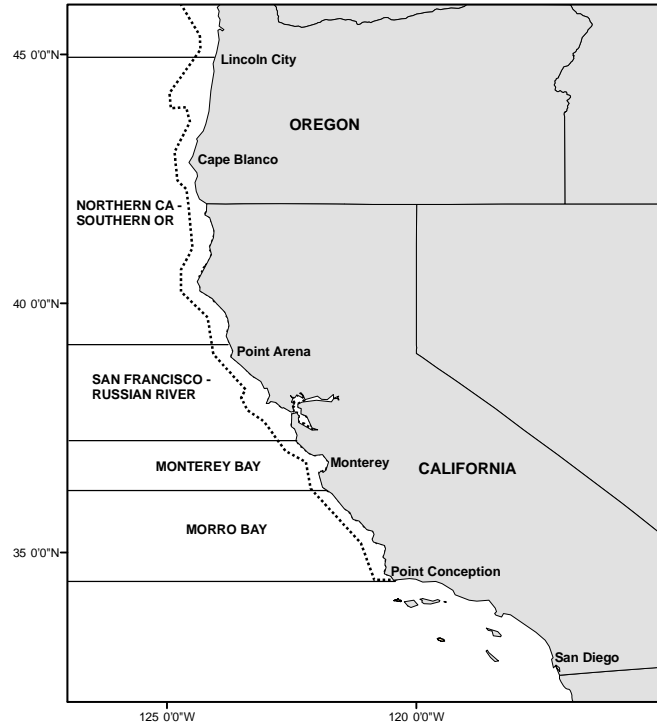 45 0'0"N
Lincoln City
OREGON
Cape Blanco
NORTHERN CA -
SOUTHERN OR
40 0'0"N
Point Arena
SAN FRANCISCO -
RUSSIAN RIVER
MONTEREY BAY
Monterey
CALIFORNIA
MORRO BAY
35 0'0"N
Point Conception
San Diego
125 0'0"W
120 0'0"W